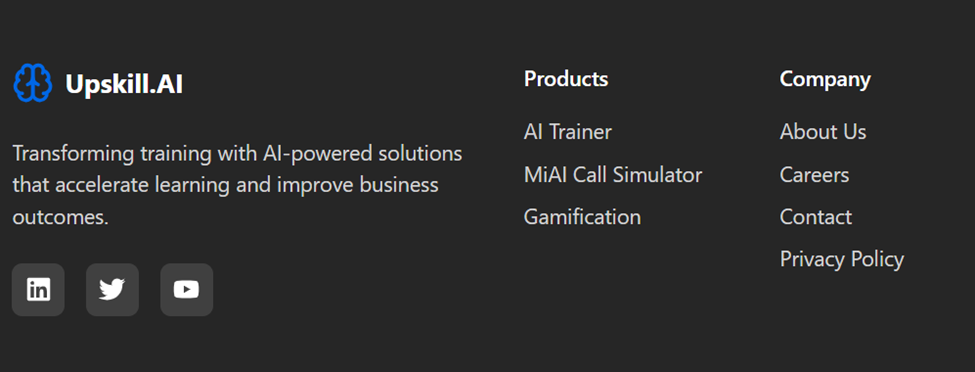 Upskill.AI
Transforming training with AI-powered solutions
that accelerate learning and improve business
outcomes.
in
Products
AI Trainer
MiAI Call Simulator
Gamification
Company
About Us
Careers
Contact
Privacy Policy